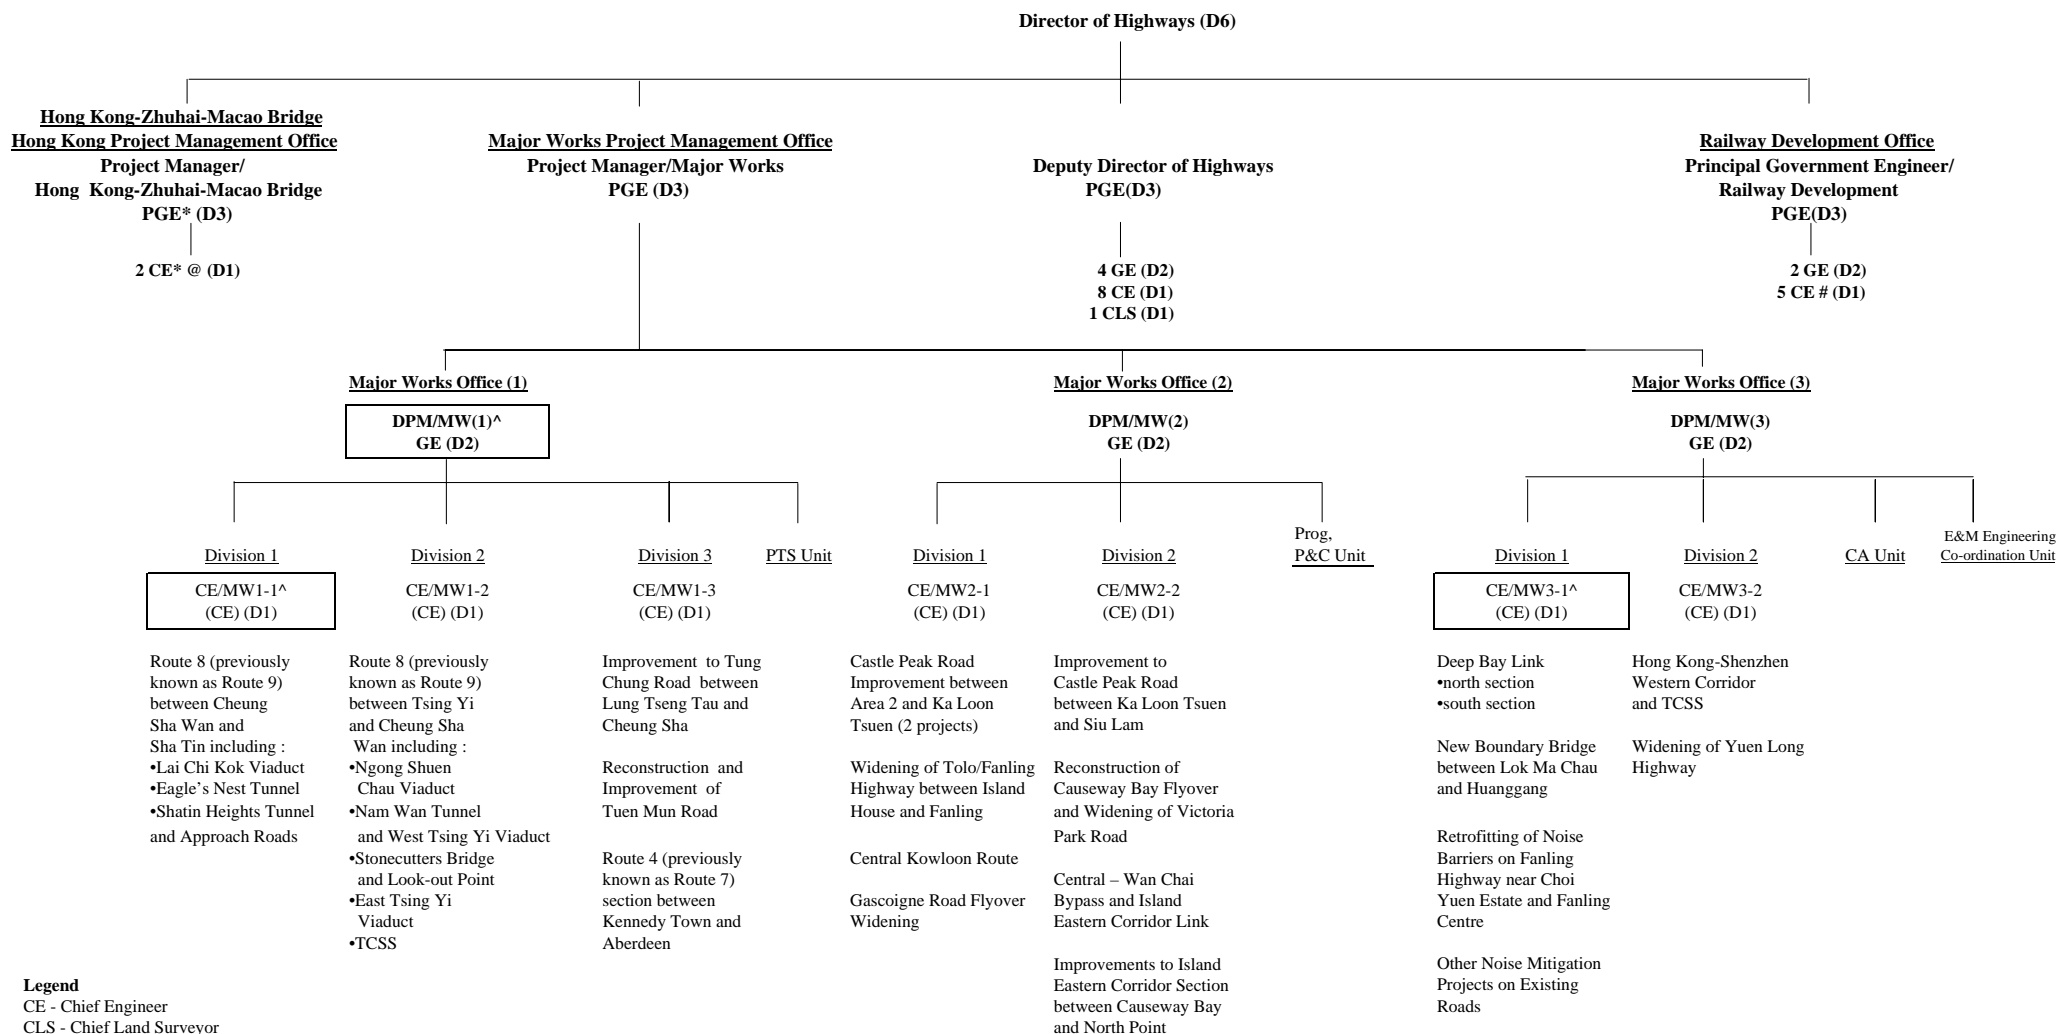 Director of Highways (D6)
Hong Kong-Zhuhai-Macao Bridge
Hong Kong Project Management Office
Project Manager/
Hong Kong-Zhuhai-Macao Bridge
PGE* (D3)
2 CE* @ (D1)
Major Works Project Management Office
Project Manager/Major Works
PGE (D3)
Deputy Director of Highways
PGE(D3)
4 GE (D2)
8 CE (D1)
1 CLS (D1)
Railway Development Office
Principal Government Engineer/
Railway Development
PGE(D3)
2 GE (D2)
5 CE # (D1)
Major Works Office (1)
DPM/MW(1)^
GE (D2)
Major Works Office (2)
DPM/MW(2)
GE (D2)
Major Works Office (3)
DPM/MW(3)
GE (D2)
Division 1
CE/MW1-1^
(CE) (D1)
Route 8 (previously
known as Route 9)
between Cheung
Sha Wan and
Sha Tin including :
•Lai Chi Kok Viaduct
•Eagle's Nest Tunnel
•Shatin Heights Tunnel
and Approach Roads
Division 2
CE/MW1-2
(CE) (D1)
Route 8 (previously
known as Route 9)
between Tsing Yi
and Cheung Sha
Wan including :
•Ngong Shuen
Chau Viaduct
•Nam Wan Tunnel
and West Tsing Yi Viaduct
•Stonecutters Bridge
and Look-out Point
•East Tsing Yi
Viaduct
•TCSS
Division 3
CE/MW1-3
(CE) (D1)
Improvement to Tung
Chung Road between
Lung Tseng Tau and
Cheung Sha
Reconstruction and
Improvement of
Tuen Mun Road
Route 4 (previously
known as Route 7)
section between
Kennedy Town and
Aberdeen
PTS Unit
Division 1
CE/MW2-1
(CE) (D1)
Castle Peak Road
Improvement between
Area 2 and Ka Loon
Tsuen (2 projects)
Widening of Tolo/Fanling
Highway between Island
House and Fanling
Central Kowloon Route
Gascoigne Road Flyover
Widening
Division 2
CE/MW2-2
(CE) (D1)
Improvement to
Castle Peak Road
between Ka Loon Tsuen
and Siu Lam
Reconstruction of
Causeway Bay Flyover
and Widening of Victoria
Park Road
Central – Wan Chai
Bypass and Island
Eastern Corridor Link
Improvements to Island
Eastern Corridor Section
between Causeway Bay
and North Point
Prog,
P&C Unit
Division 1
CE/MW3-1^
(CE) (D1)
Deep Bay Link
•north section
•south section
New Boundary Bridge
between Lok Ma Chau
and Huanggang
Retrofitting of Noise
Barriers on Fanling
Highway near Choi
Yuen Estate and Fanling
Centre
Other Noise Mitigation
Projects on Existing
Roads
Division 2
CE/MW3-2
(CE) (D1)
Hong Kong-Shenzhen
Western Corridor
and TCSS
Widening of Yuen Long
Highway
CA Unit
E&M Engineering
Co-ordination Unit
Legend
CE - Chief Engineer
CLS - Chief Land Surveyor